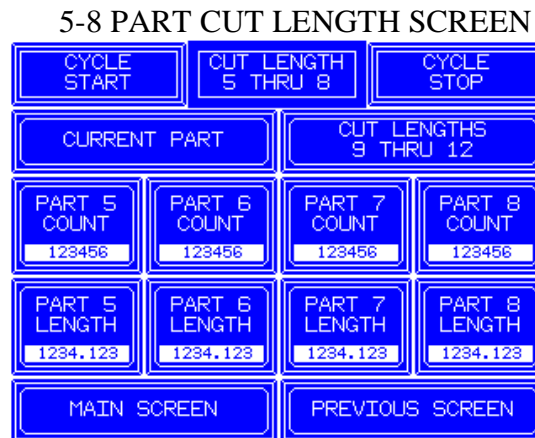 5-8 PART CUT LENGTH SCREEN
CYCLE
START
CUT LENGTH
5 THRU 8
CYCLE
STOP
CURRENT PART
CUT LENGTHS
9 THRU 12
PART 5
COUNT
123456
PART 6
COUNT
123456
PART 7
COUNT
123456
PART 8
COUNT
123456
PART 5
LENGTH
1234.123
PART 6
LENGTH
1234.123
PART 7
LENGTH
1234.123
PART 8
LENGTH
1234.123
MAIN SCREEN
PREVIOUS SCREEN